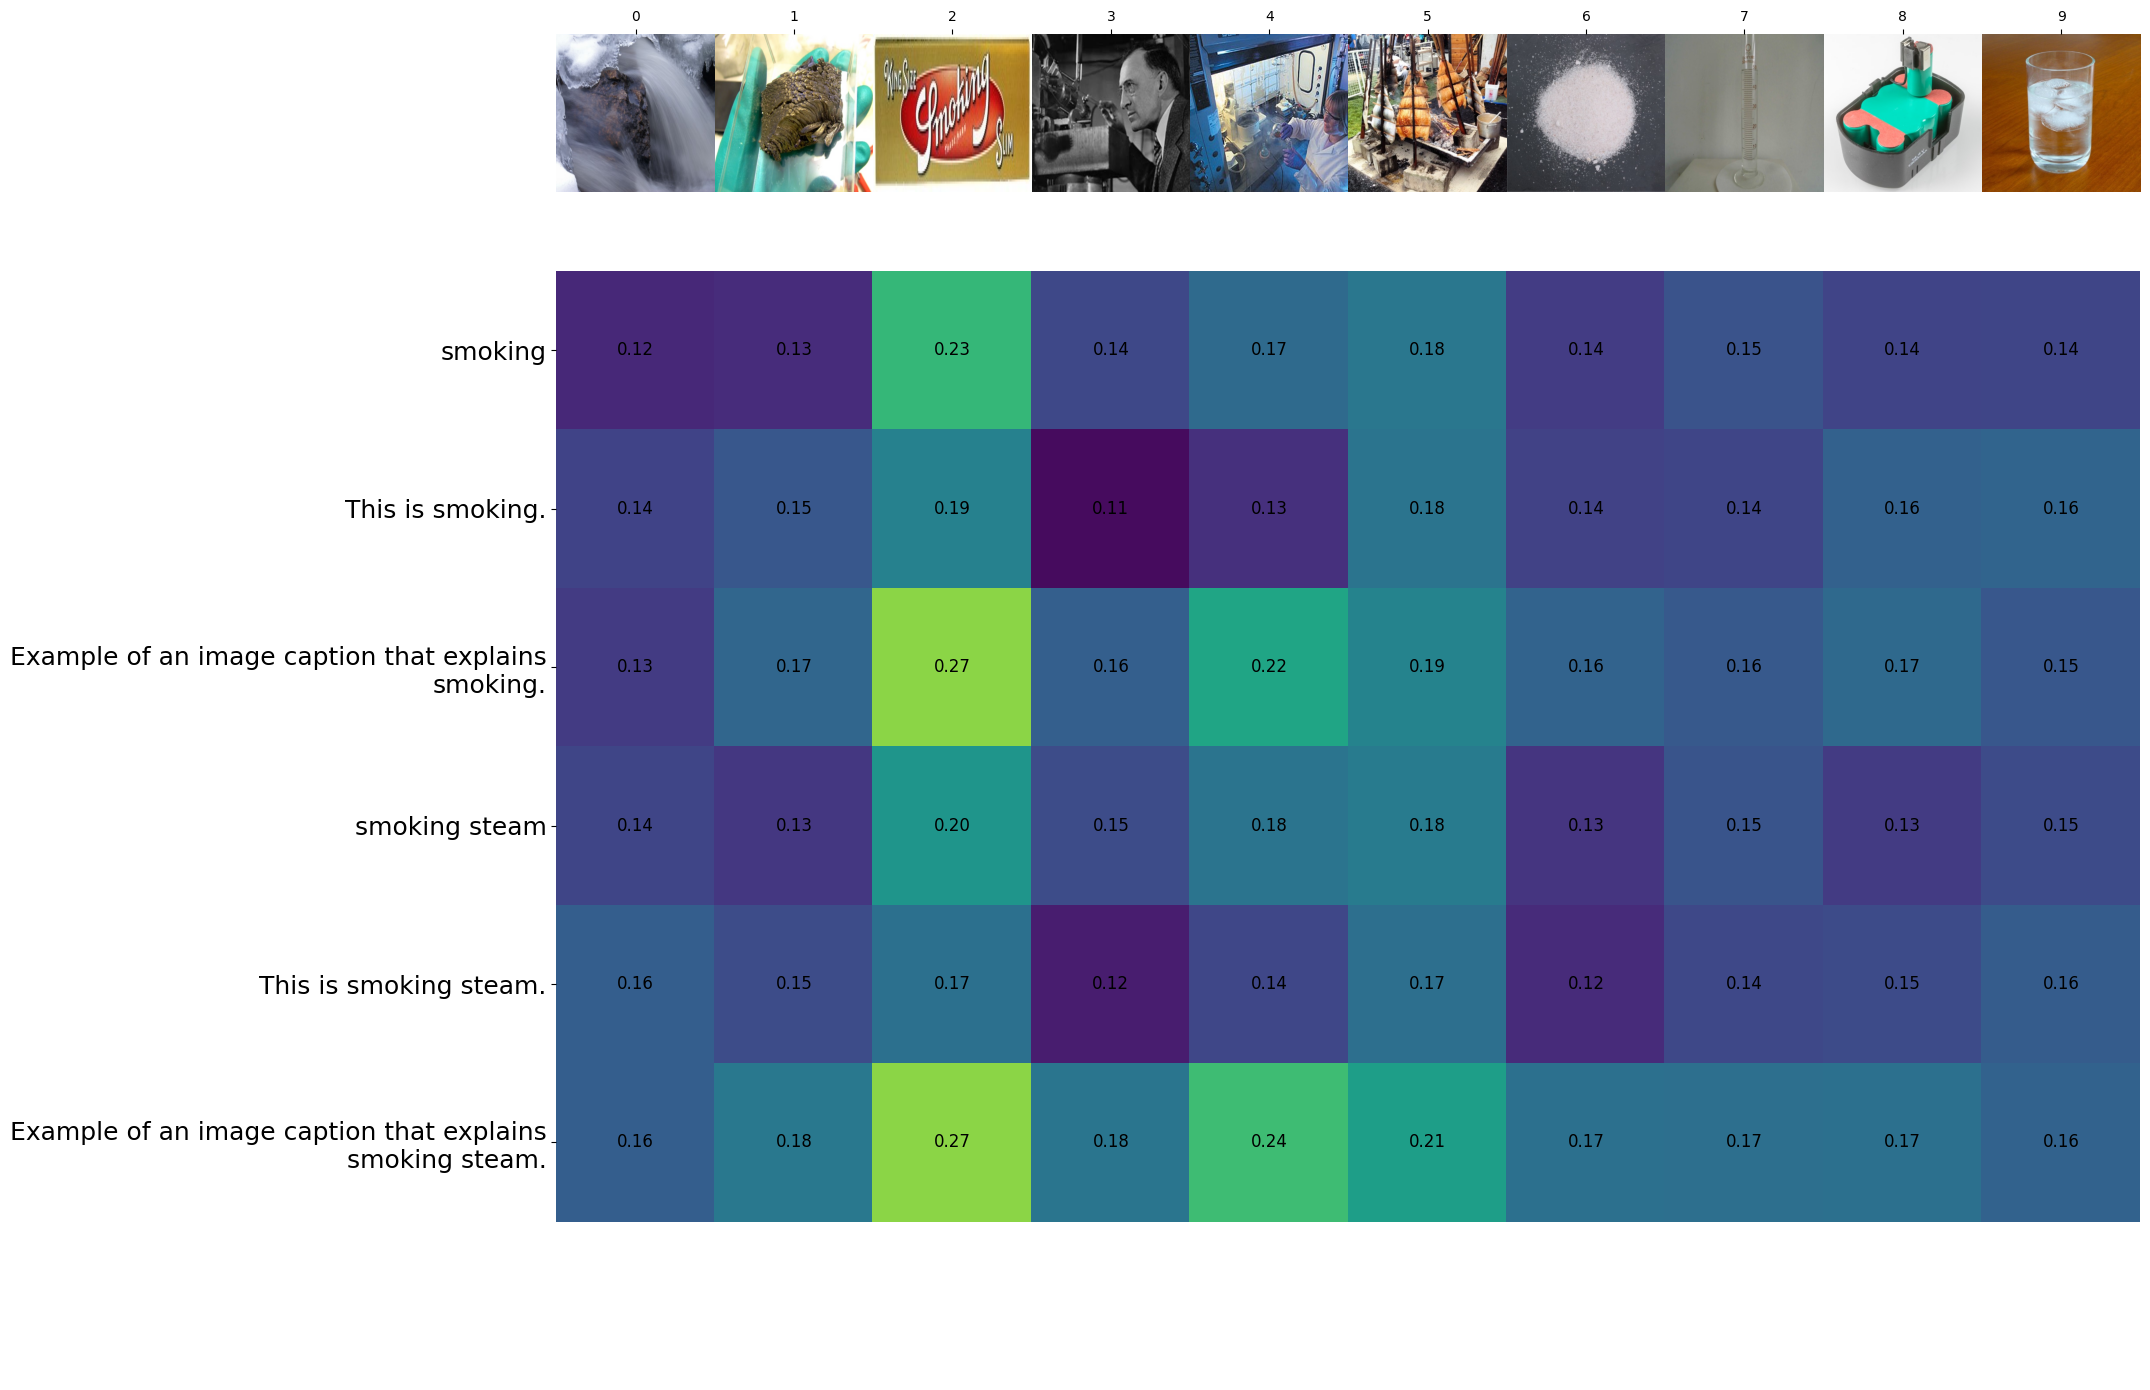 0 1 2 3 4 5 6 7 8 9
KING SIZE
Smoking
SLIM
smoking 0.12 0.13 0.23 0.14 0.17 0.18 0.14 0.15 0.14 0.14
This is smoking. 0.14 0.15 0.19 0.11 0.13 0.18 0.14 0.14 0.16 0.16
Example of an image caption that explains
smoking. 0.13 0.17 0.27 0.16 0.22 0.19 0.16 0.16 0.17 0.15
smoking steam 0.14 0.13 0.20 0.15 0.18 0.18 0.13 0.15 0.13 0.15
This is smoking steam. 0.16 0.15 0.17 0.12 0.14 0.17 0.12 0.14 0.15 0.16
Example of an image caption that explains
smoking steam. 0.16 0.18 0.27 0.18 0.24 0.21 0.17 0.17 0.17 0.16